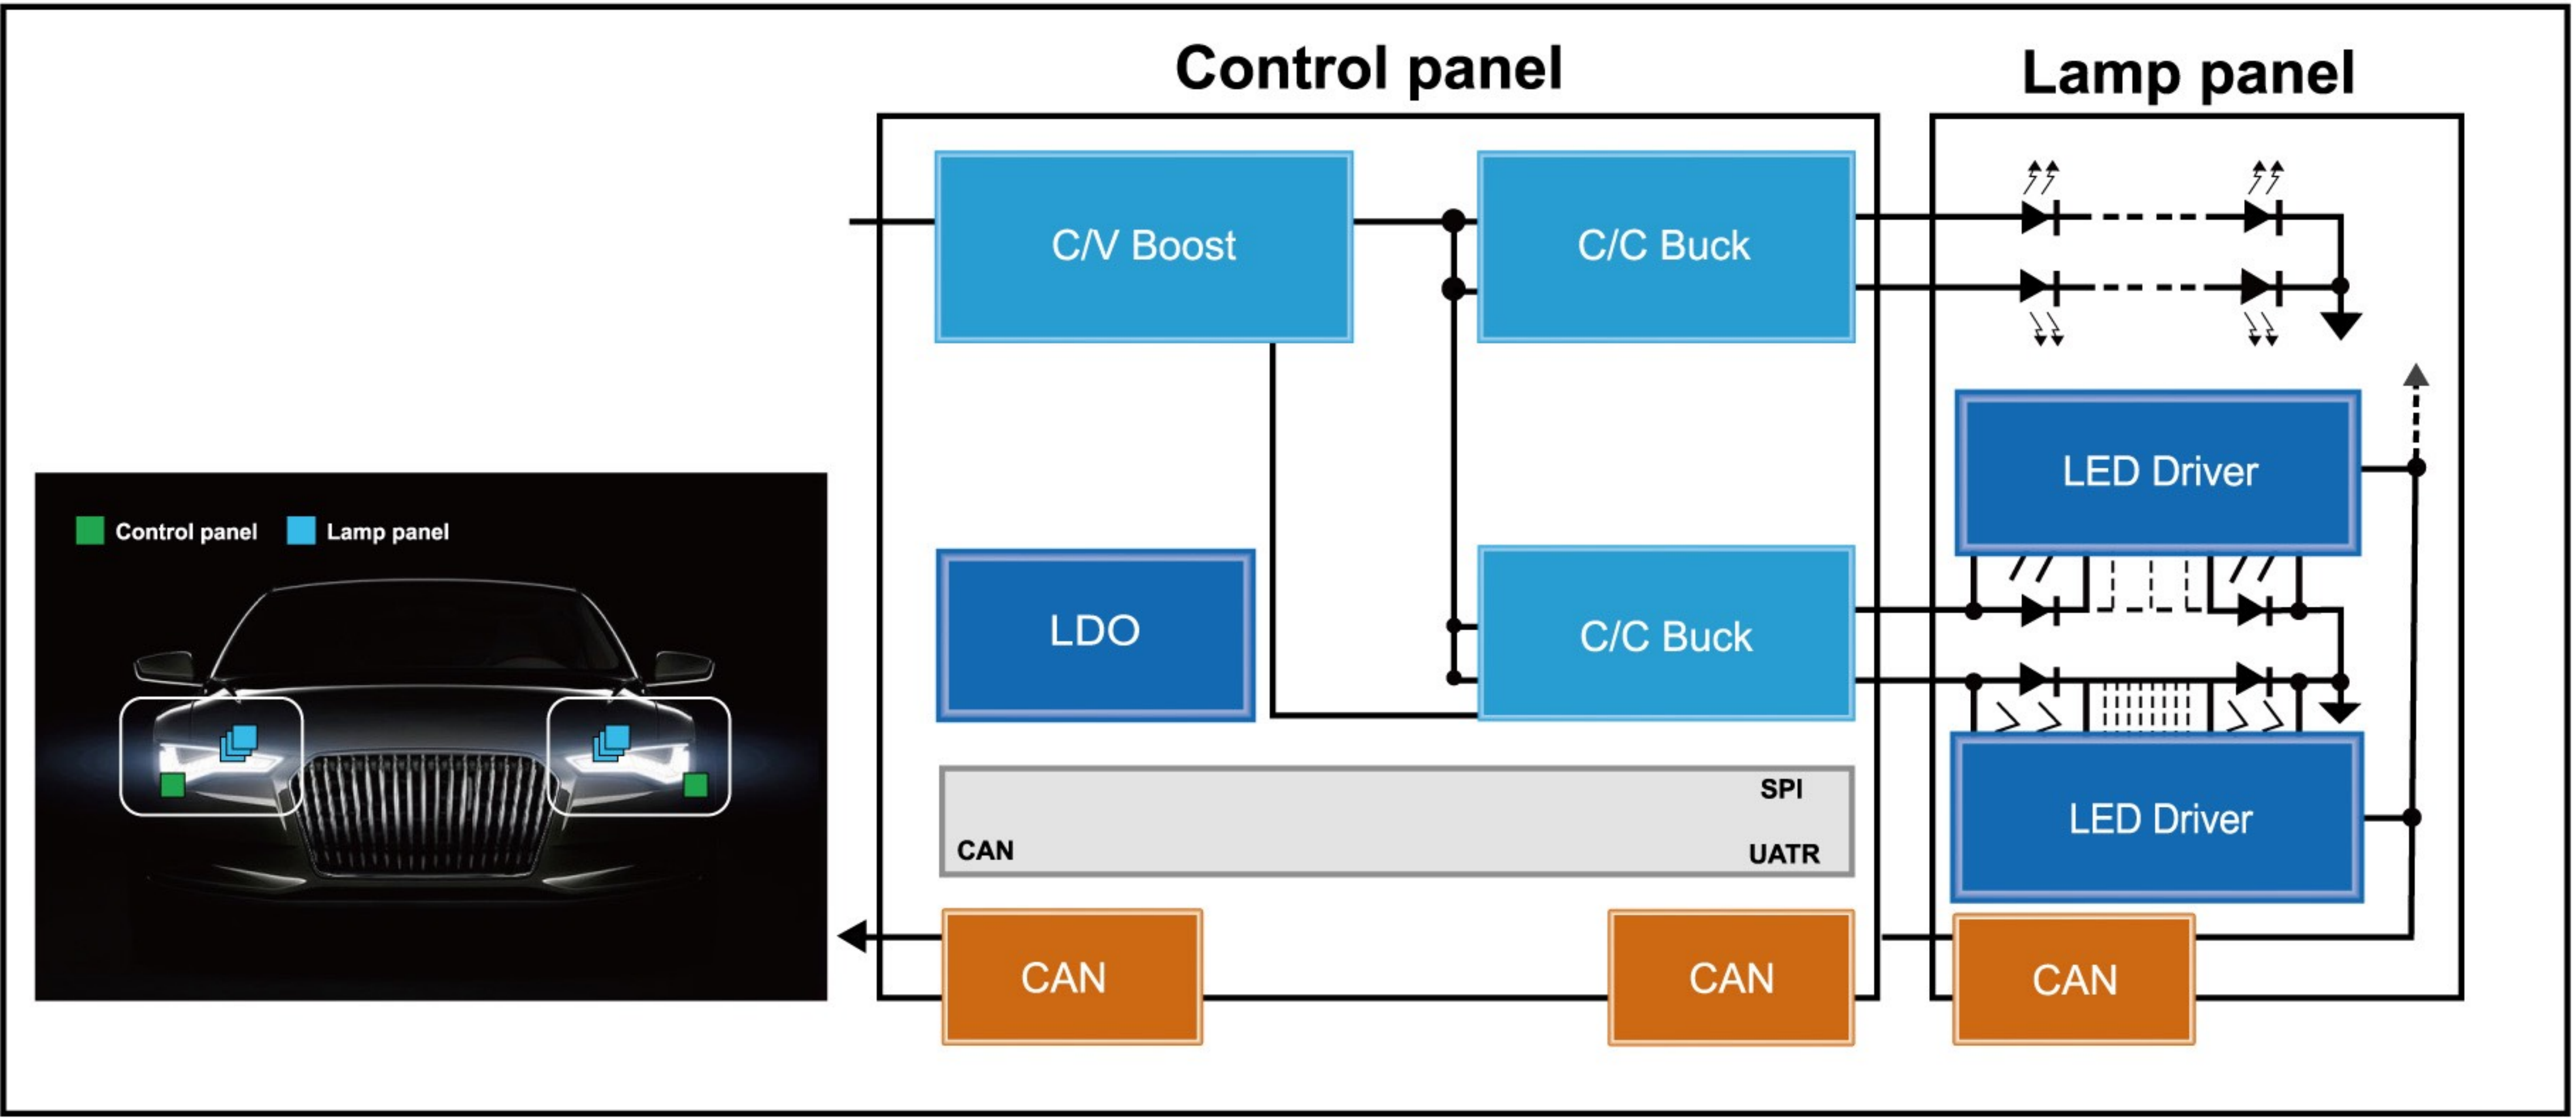 Control panel
Lamp panel
C/V Boost
C/C Buck
LED Driver
Control panel
Lamp panel
LDO
C/C Buck
SPI
CAN
UATR
LED Driver
CAN
CAN
CAN